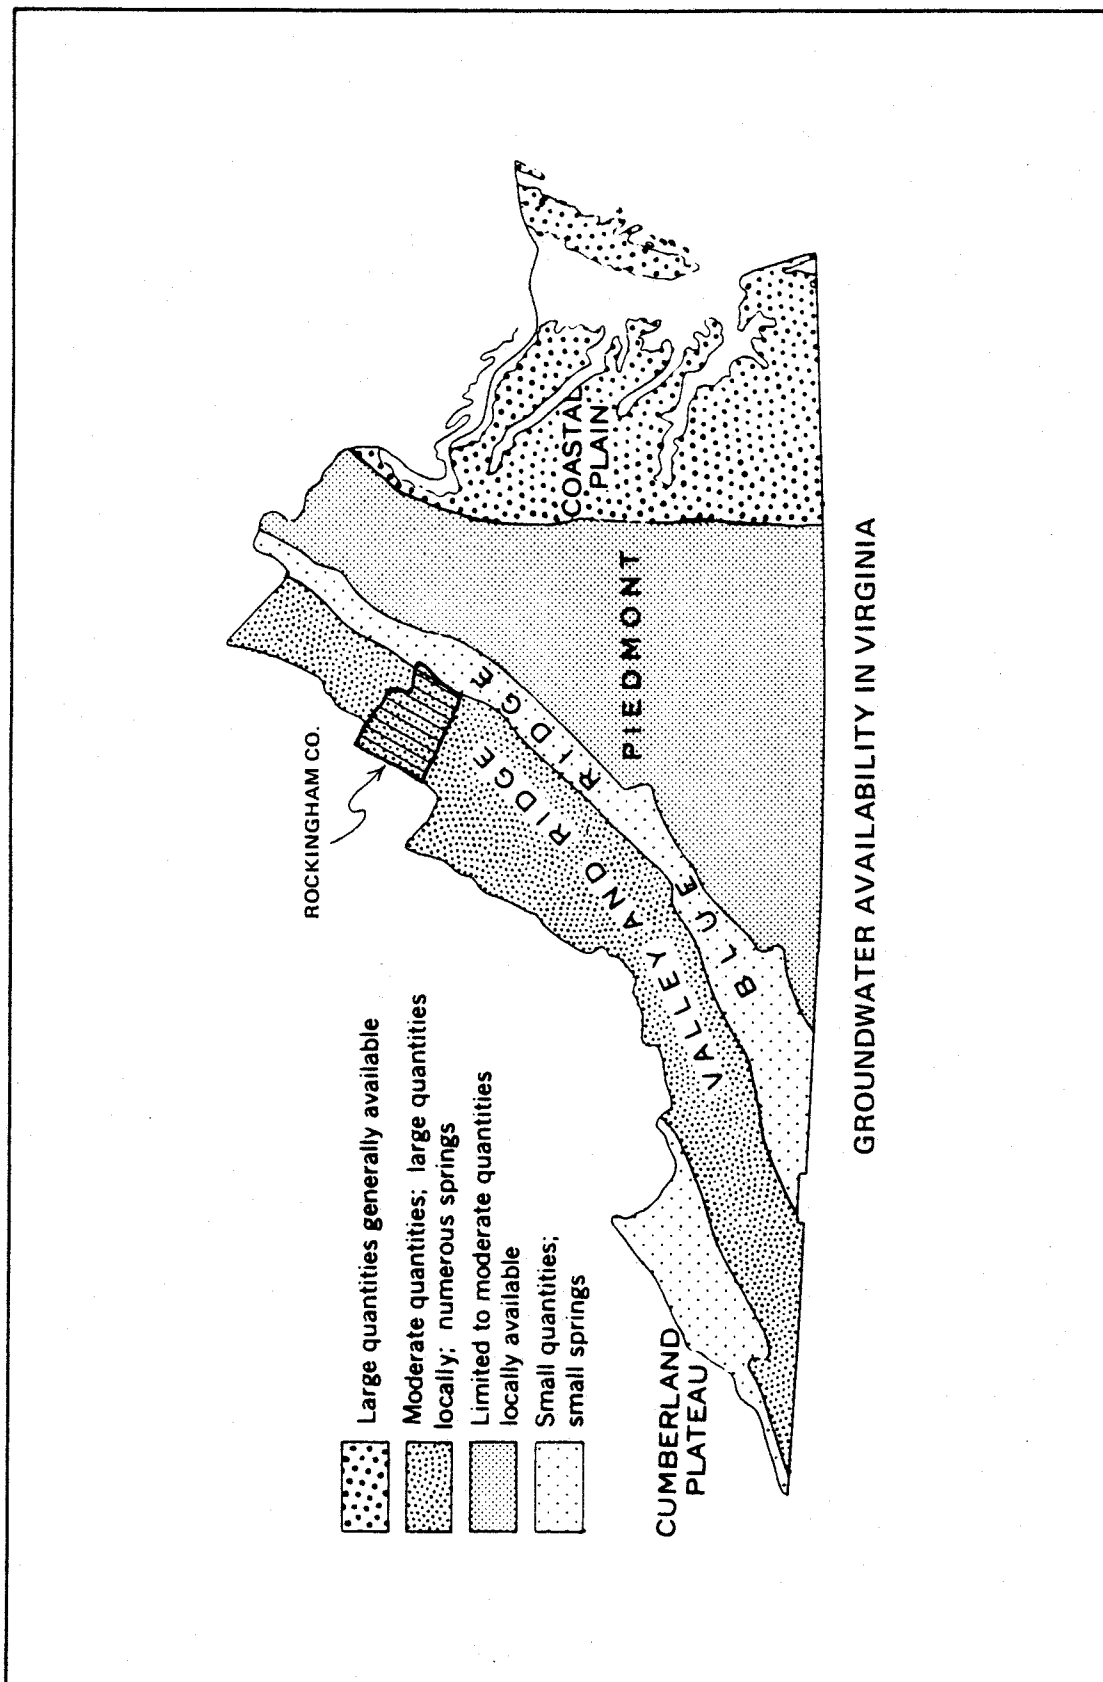 ROCKINGHAM CO.
Large quantities generally available
Moderate quantities; large quantities
locally; numerous springs
Limited to moderate quantities
locally available
Small quantities;
small springs
CUMBERLAND
PLATEAU
VALLEY AND RIDGE
BLUE RIDGE
PIEDMONT
COASTAL
PLAIN
GROUNDWATER AVAILABILITY IN VIRGINIA